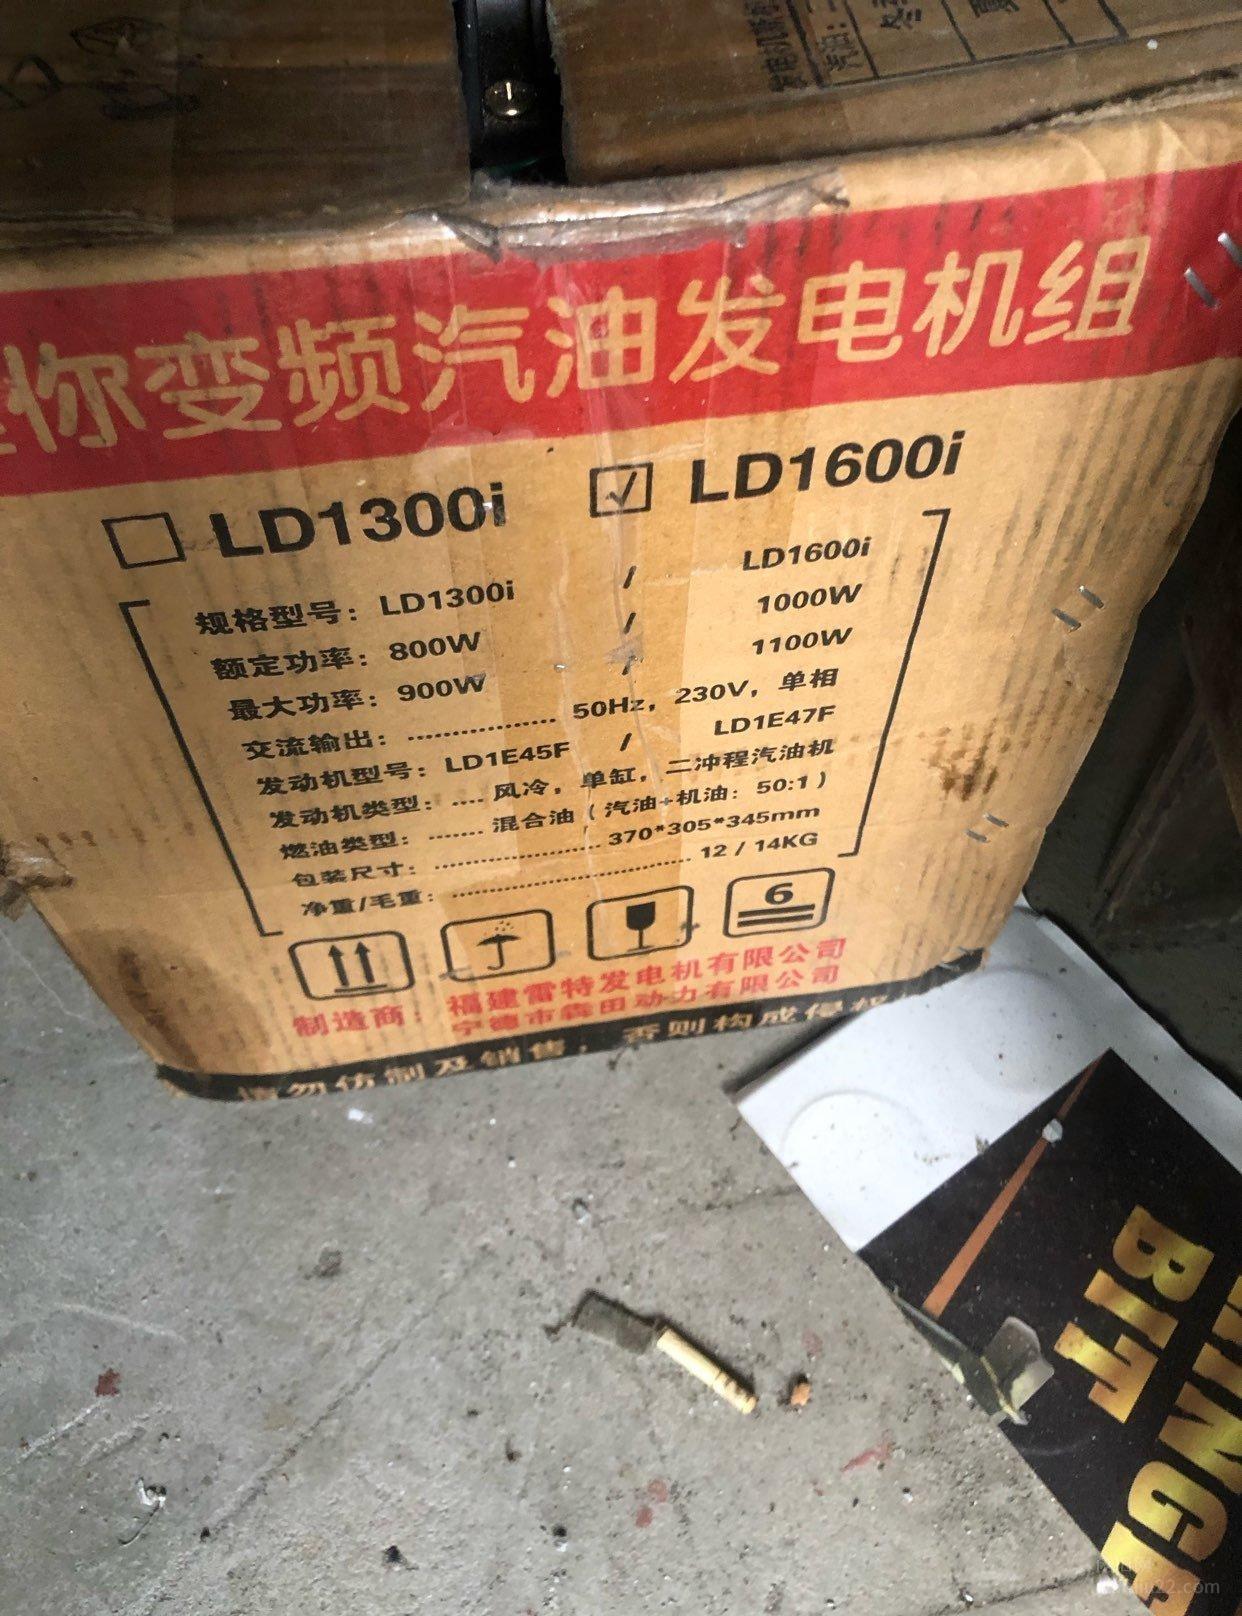 汽油:
迷你变频汽油发电机组
LD1300i
LD1600i
规格型号: LD1300i / LD1600i
额定功率: 800W / 1000W
最大功率: 900W / 1100W
交流输出: ................ 50Hz, 230V, 单相
发动机型号: LD1E45F / LD1E47F
发动机类型: .... 风冷, 单缸, 二冲程汽油机
燃油类型: ....... 混合油 (汽油+机油: 50:1)
包装尺寸: ...................... 370*305*345mm
净重/毛重: ............................... 12 / 14KG
6
制造商: 福建雷特发电机有限公司
宁德市犇田动力有限公司
请勿仿制及销售, 否则构成侵权
BIT